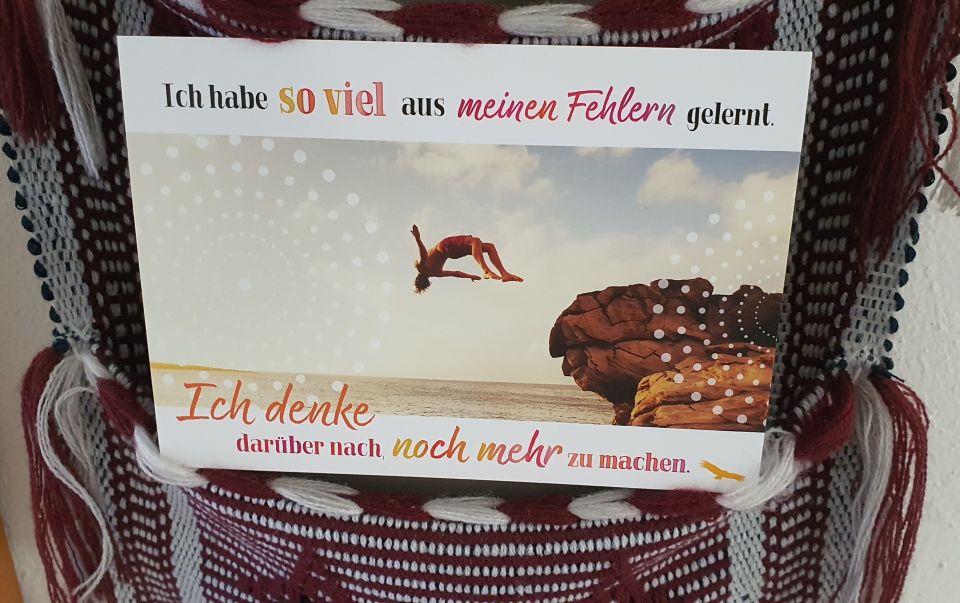 Ich habe so viel aus meinen Fehlern gelernt.
Ich denke
darüber nach, noch mehr zu machen.